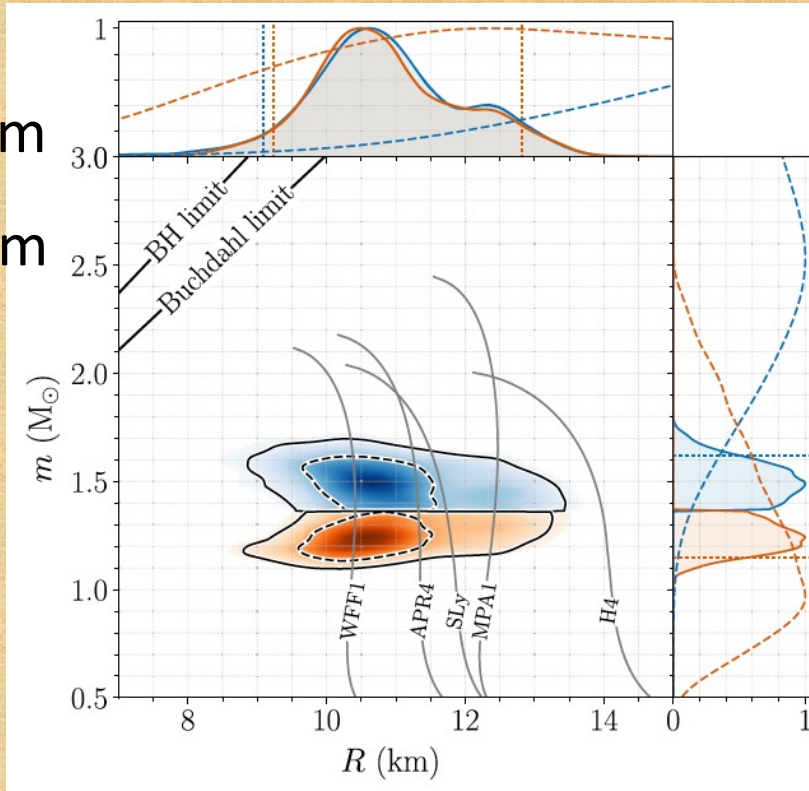 1
m
3.0
BH limit
Buchdahl limit
m
2.5
2.0
m (M⊙)
1.5
1.0
WFF1
APR4
SLy
MPA1
H4
0.5
8 10 12 14 0 1
R (km)